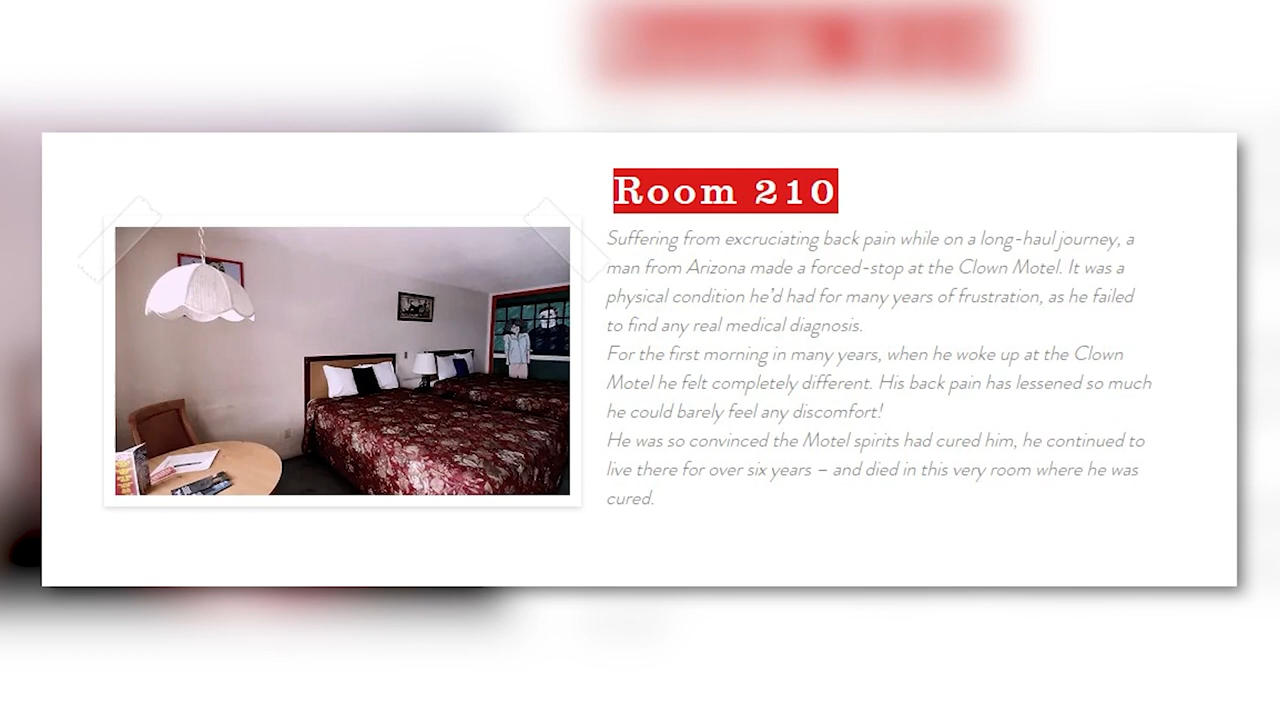 Room 210
Suffering from excruciating back pain while on a long-haul journey, a
man from Arizona made a forced-stop at the Clown Motel. It was a
physical condition he'd had for many years of frustration, as he failed
to find any real medical diagnosis.
For the first morning in many years, when he woke up at the Clown
Motel he felt completely different. His back pain has lessened so much
he could barely feel any discomfort!
He was so convinced the Motel spirits had cured him, he continued to
live there for over six years – and died in this very room where he was
cured.